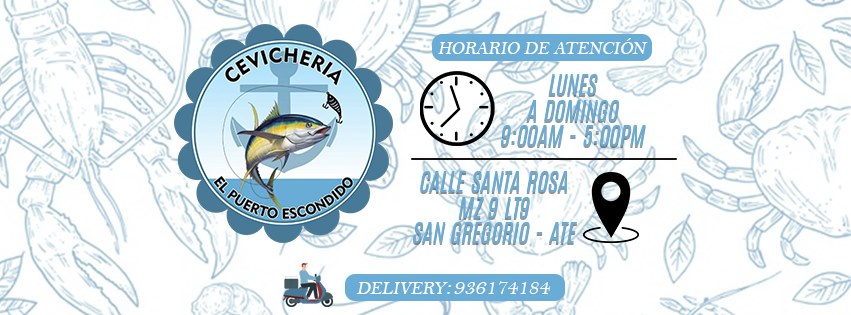 CEVICHERIA
EL PUERTO ESCONDIDO
HORARIO DE ATENCIÓN
LUNES
A DOMINGO
9:00AM - 5:00PM
CALLE SANTA ROSA
MZ 9 LT9
SAN GREGORIO - ATE
DELIVERY: 936174184